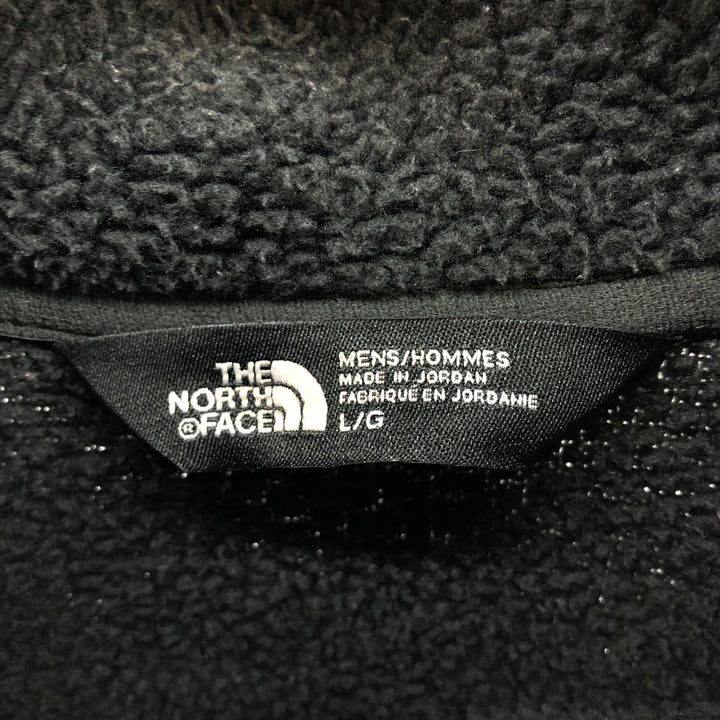 THE
NORTH
®FACE
MENS/HOMMES
MADE IN JORDAN
FABRIQUE EN JORDANIE
L/G